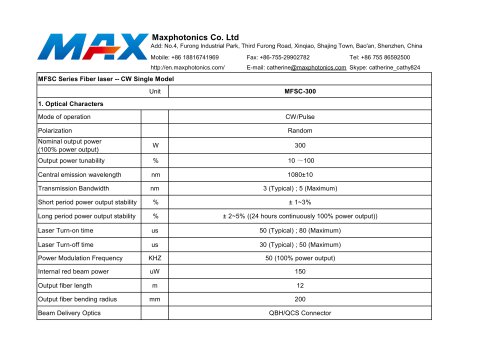 MAX
Maxphotonics Co. Ltd
Add: No.4, Furong Industrial Park, Third Furong Road, Xinqiao, Shajing Town, Bao'an, Shenzhen, China
Mobile: +86 18816741969 Fax: +86-755-29902782 Tel: +86 755 86592500
http://en.maxphotonics.com/ E-mail: catherine@maxphotonics.com Skype: catherine_cathy824
MFSC Series Fiber laser -- CW Single Model
Unit MFSC-300
1. Optical Characters
Mode of operation CW/Pulse
Polarization Random
Nominal output power
(100% power output) W 300
Output power tunability % 10 ～100
Central emission wavelength nm 1080±10
Transmission Bandwidth nm 3 (Typical) ; 5 (Maximum)
Short period power output stability % ± 1~3%
Long period power output stability % ± 2~5% ((24 hours continuously 100% power output))
Laser Turn-on time us 50 (Typical) ; 80 (Maximum)
Laser Turn-off time us 30 (Typical) ; 50 (Maximum)
Power Modulation Frequency KHZ 50 (100% power output)
Internal red beam power uW 150
Output fiber length m 12
Output fiber bending radius mm 200
Beam Delivery Optics QBH/QCS Connector